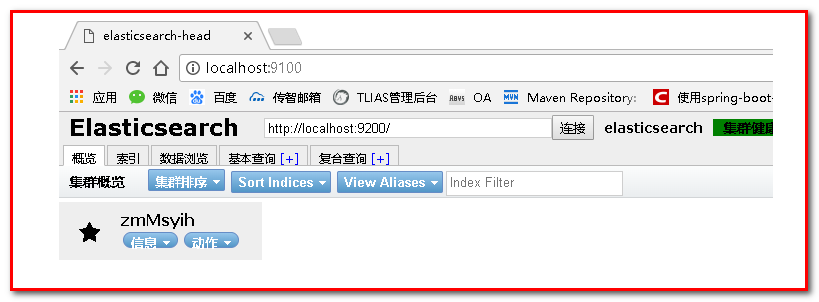 elasticsearch-head
localhost:9100
应用 微信 百度 传智邮箱 TLIAS管理后台 OA Maven Repository: 使用spring-boot-
Elasticsearch http://localhost:9200/ 连接 elasticsearch 集群健康
概览 索引 数据浏览 基本查询 [+] 复合查询 [+]
集群概览 集群排序 Sort Indices View Aliases Index Filter
zmMsyih
信息 动作